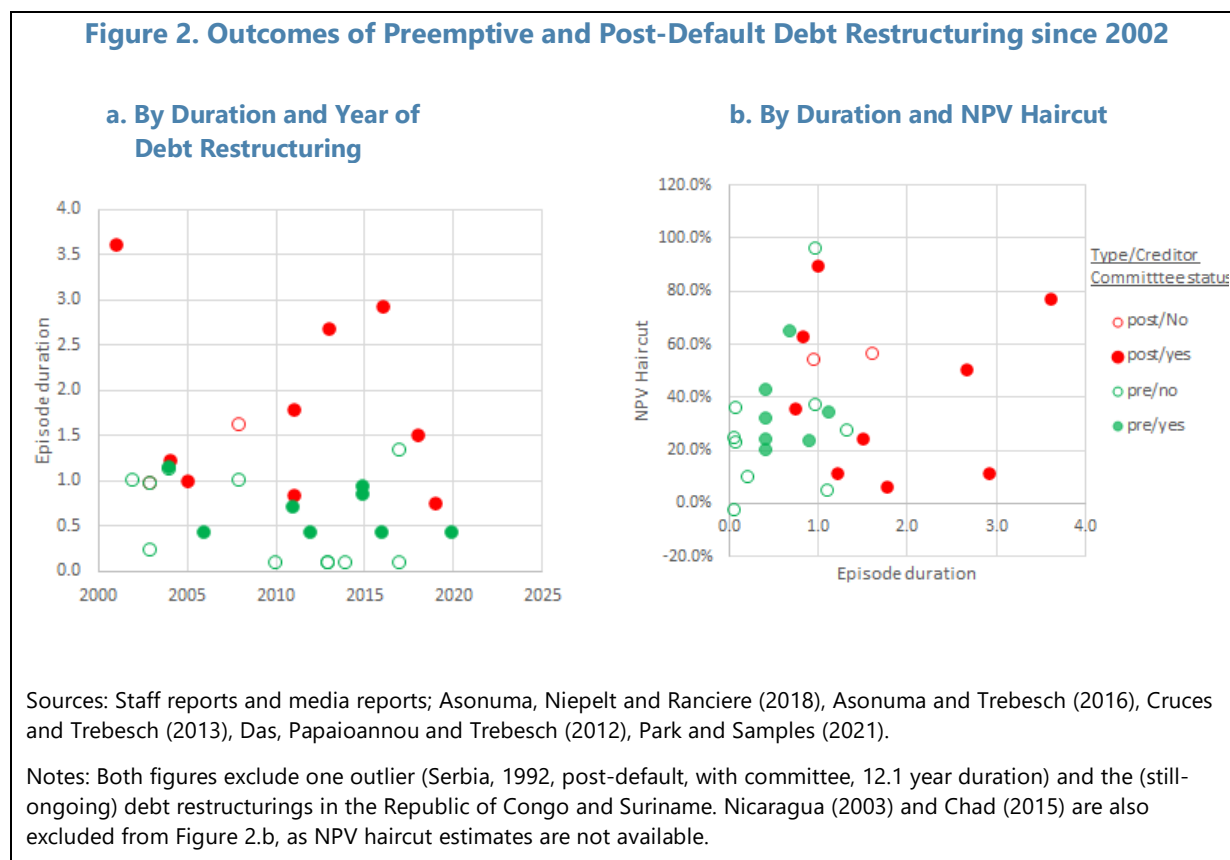 Figure 2. Outcomes of Preemptive and Post-Default Debt Restructuring since 2002
a. By Duration and Year of
Debt Restructuring
4.0
3.5
3.0
2.5
2.0
1.5
1.0
0.5
0.0
Episode duration
2000 2005 2010 2015 2020 2025
b. By Duration and NPV Haircut
120.0%
100.0%
80.0%
60.0%
40.0%
20.0%
0.0%
-20.0%
NPV Haircut
0.0 1.0 2.0 3.0 4.0
Episode duration
Type/Creditor
Committtee status
post/No
post/yes
pre/no
pre/yes
Sources: Staff reports and media reports; Asonuma, Niepelt and Ranciere (2018), Asonuma and Trebesch (2016), Cruces
and Trebesch (2013), Das, Papaioannou and Trebesch (2012), Park and Samples (2021).
Notes: Both figures exclude one outlier (Serbia, 1992, post-default, with committee, 12.1 year duration) and the (still-
ongoing) debt restructurings in the Republic of Congo and Suriname. Nicaragua (2003) and Chad (2015) are also
excluded from Figure 2.b, as NPV haircut estimates are not available.